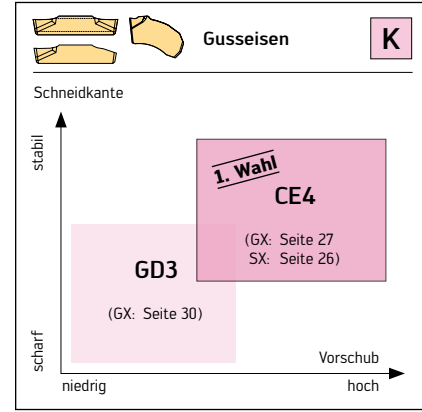 Gusseisen
K
Schneidkante
stabil
1. Wahl
CE4
(GX: Seite 27
SX: Seite 26)
GD3
(GX: Seite 30)
scharf
Vorschub
niedrig
hoch